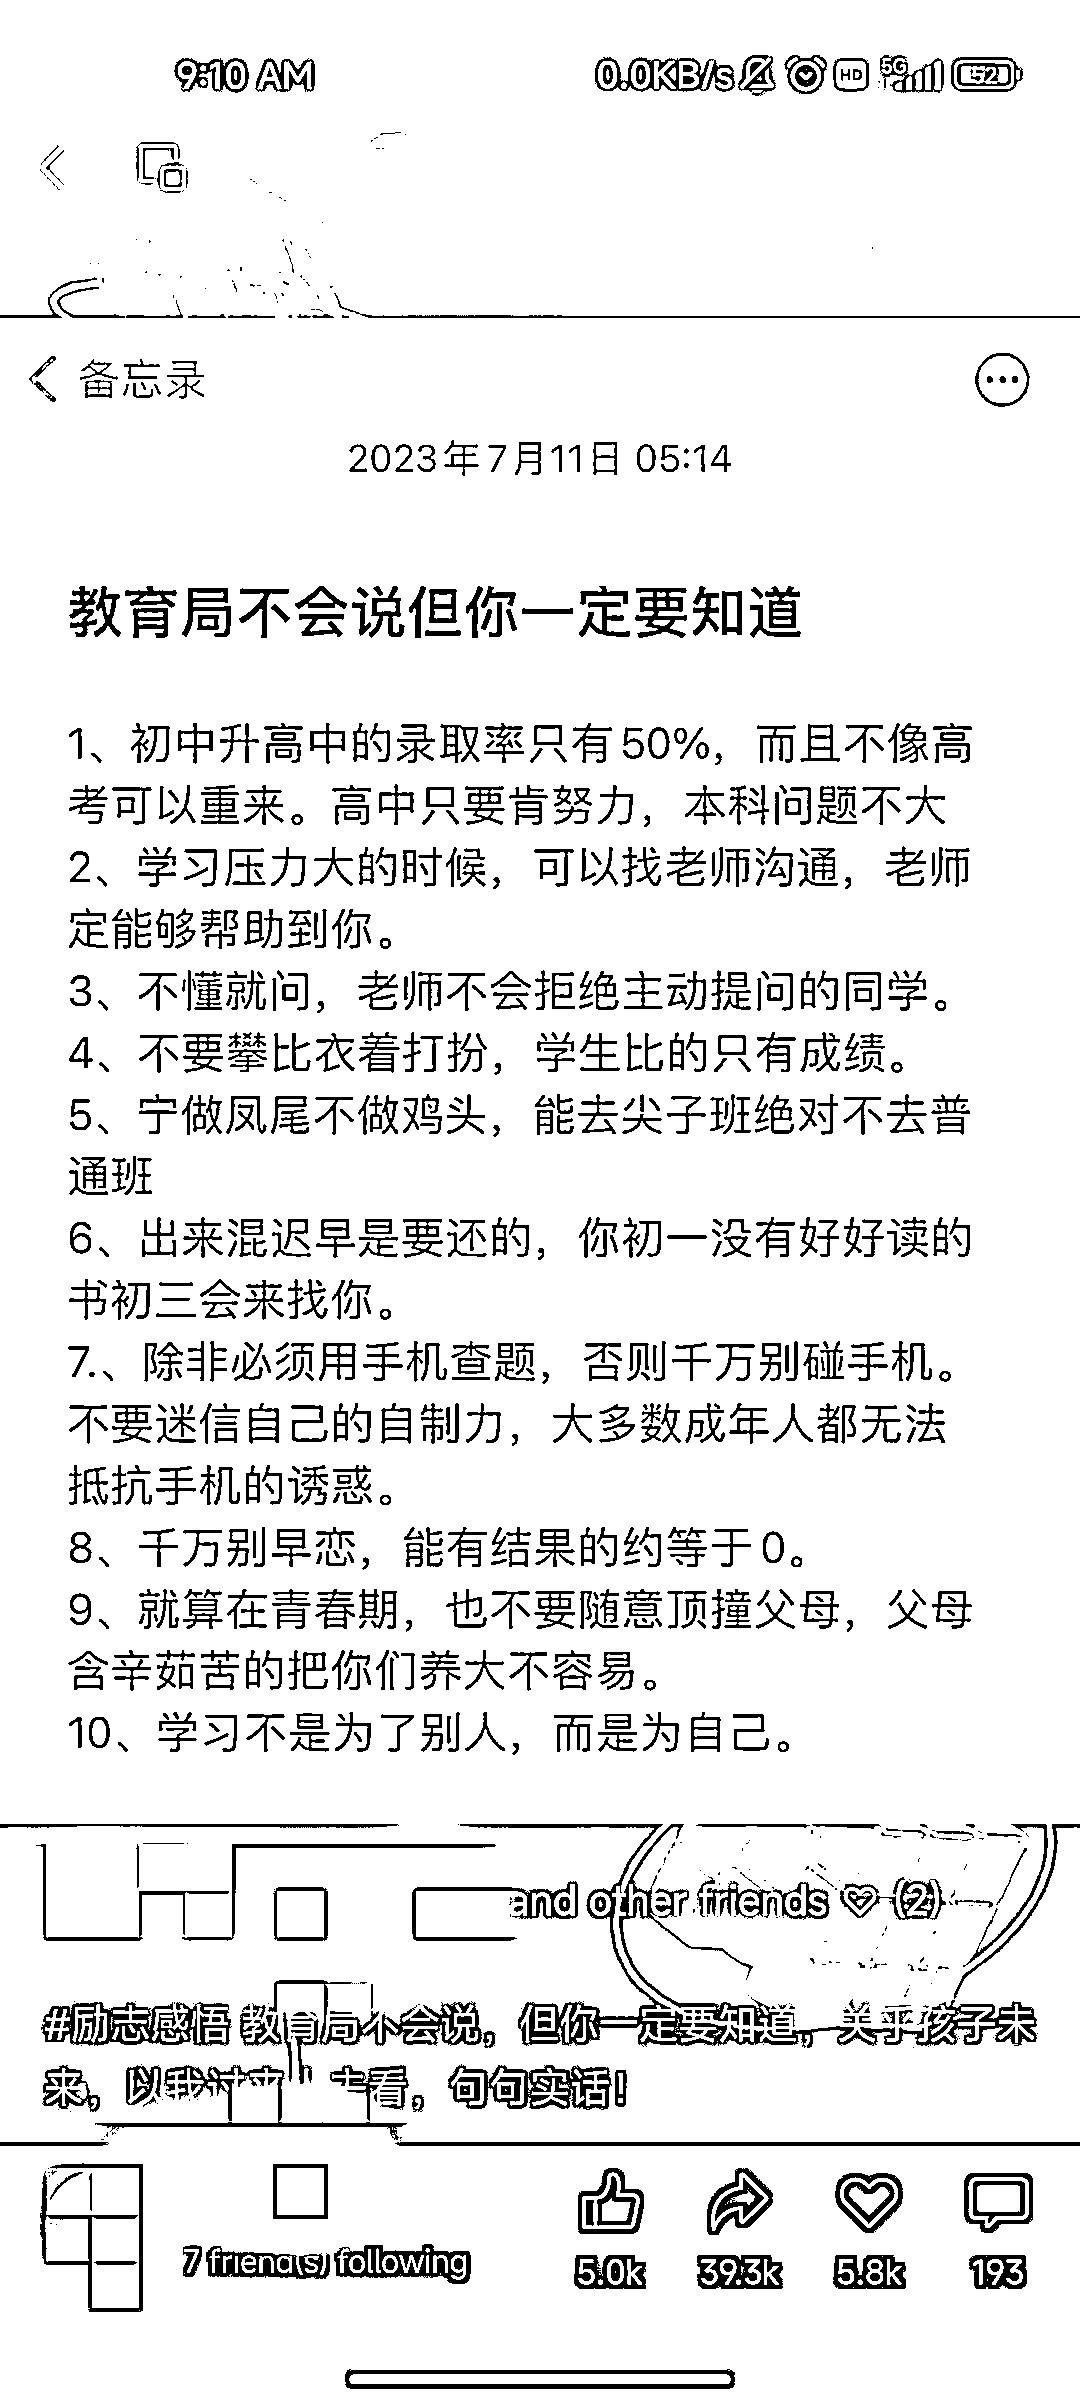 9:10 AM 0.0KB/s HD 5G 52
备忘录
2023年7月11日 05:14
教育局不会说但你一定要知道
1、初中升高中的录取率只有50%，而且不像高
考可以重来。高中只要肯努力，本科问题不大
2、学习压力大的时候，可以找老师沟通，老师
定能够帮助到你。
3、不懂就问，老师不会拒绝主动提问的同学。
4、不要攀比衣着打扮，学生比的只有成绩。
5、宁做凤尾不做鸡头，能去尖子班绝对不去普
通班
6、出来混迟早是要还的，你初一没有好好读的
书初三会来找你。
7.、除非必须用手机查题，否则千万别碰手机。
不要迷信自己的自制力，大多数成年人都无法
抵抗手机的诱惑。
8、千万别早恋，能有结果的约等于0。
9、就算在青春期，也不要随意顶撞父母，父母
含辛茹苦的把你们养大不容易。
10、学习不是为了别人，而是为自己。
and other friends (2)
#励志感悟 教育局不会说，但你一定要知道，关乎孩子未
来，以我过来 去看，句句实话！
7 friend(s) following
5.0k 39.3k 5.8k 193